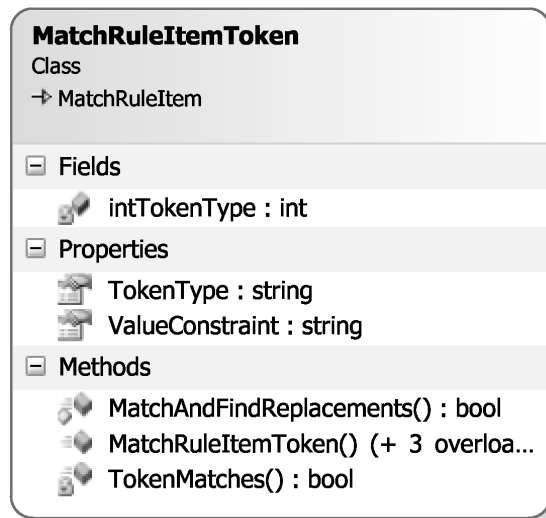 MatchRuleItemToken
Class
MatchRuleItem
Fields
intTokenType : int
Properties
TokenType : string
ValueConstraint : string
Methods
MatchAndFindReplacements() : bool
MatchRuleItemToken() (+ 3 overloa...
TokenMatches() : bool